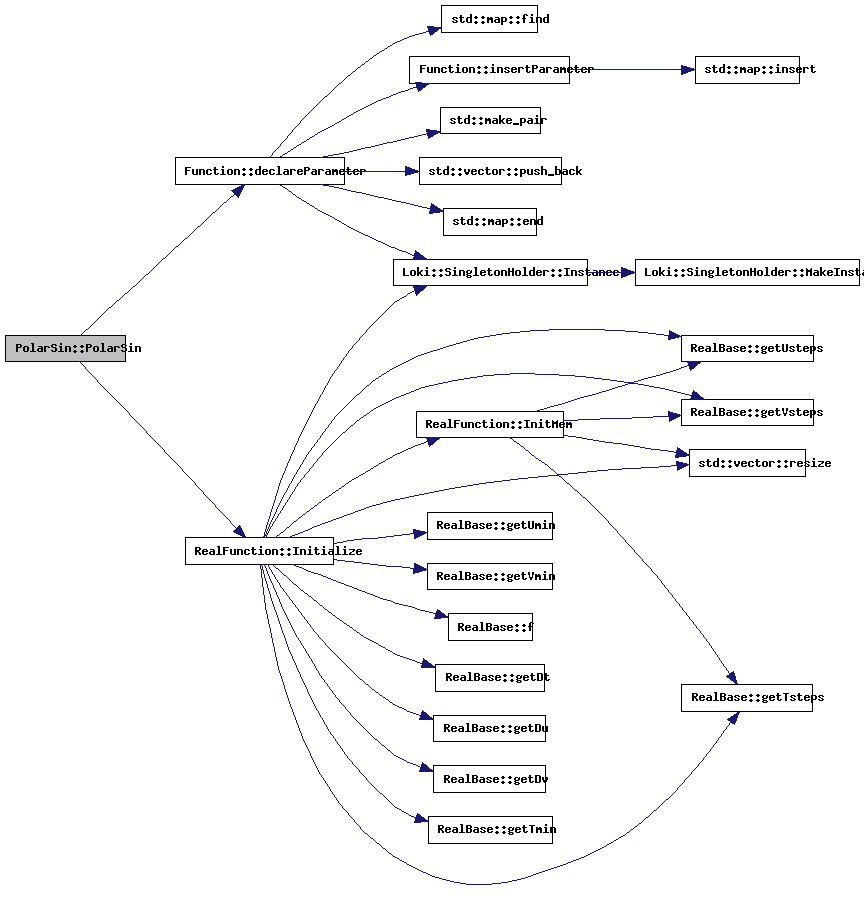 std::map::find
Function::insertParameter
std::map::insert
std::make_pair
Function::declareParameter
std::vector::push_back
std::map::end
Loki::SingletonHolder::Instance
Loki::SingletonHolder::MakeInsta
PolarSin::PolarSin
RealBase::getUsteps
RealBase::getVsteps
RealFunction::InitMem
std::vector::resize
RealBase::getUmin
RealFunction::Initialize
RealBase::getVmin
RealBase::f
RealBase::getDt
RealBase::getTsteps
RealBase::getDu
RealBase::getDv
RealBase::getTmin